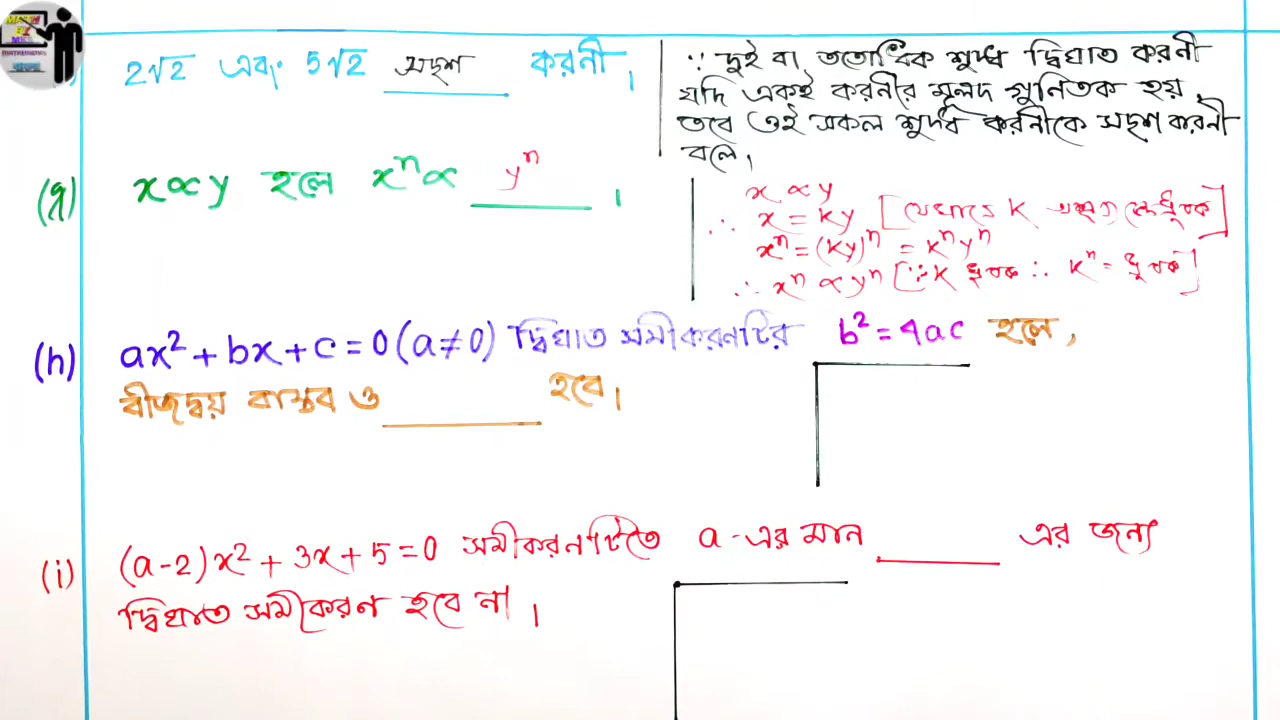 2√2 এবং 5√2 সদৃশ করনী।
∵ দুই বা ততোধিক শুদ্ধ দ্বিঘাত করনী
যদি একই করনীর মূলদ গুনিতক হয়
তবে ওই সকল শুদ্ধ করনীকে সদৃশ করনী
বলে।
(g) x∝y হলে xⁿ∝ yⁿ ।
x ∝ y
∴ x = ky [যেখানে k অশূন্য ভেদ ধ্রুবক]
xⁿ = (ky)ⁿ = kⁿyⁿ
∴ xⁿ ∝ yⁿ [∵ k ধ্রুবক ∴ kⁿ = ধ্রুবক]
(h) ax² + bx + c = 0 (a ≠ 0) দ্বিঘাত সমীকরণটির b² = 4ac হলে,
বীজদ্বয় বাস্তব ও ______ হবে।
(i) (a-2)x² + 3x + 5 = 0 সমীকরণটিতে a-এর মান ______ এর জন্য
দ্বিঘাত সমীকরণ হবে না।